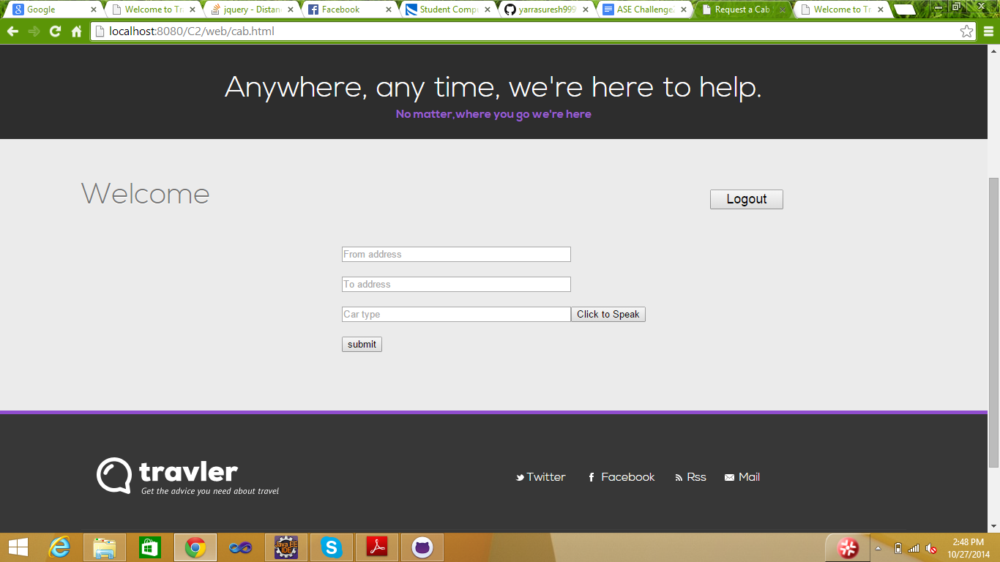 Google
Welcome to Tr
jquery - Distan
Facebook
Student Compu
yarrasuresh999
ASE Challenge
Request a Cab
Welcome to Tr
localhost:8080/C2/web/cab.html
Anywhere, any time, we're here to help.
No matter,where you go we're here
Welcome
Logout
From address
To address
Car type
Click to Speak
submit
travler
Get the advice you need about travel
Twitter
Facebook
Rss
Mail
Java EE
IDE
2:48 PM
10/27/2014